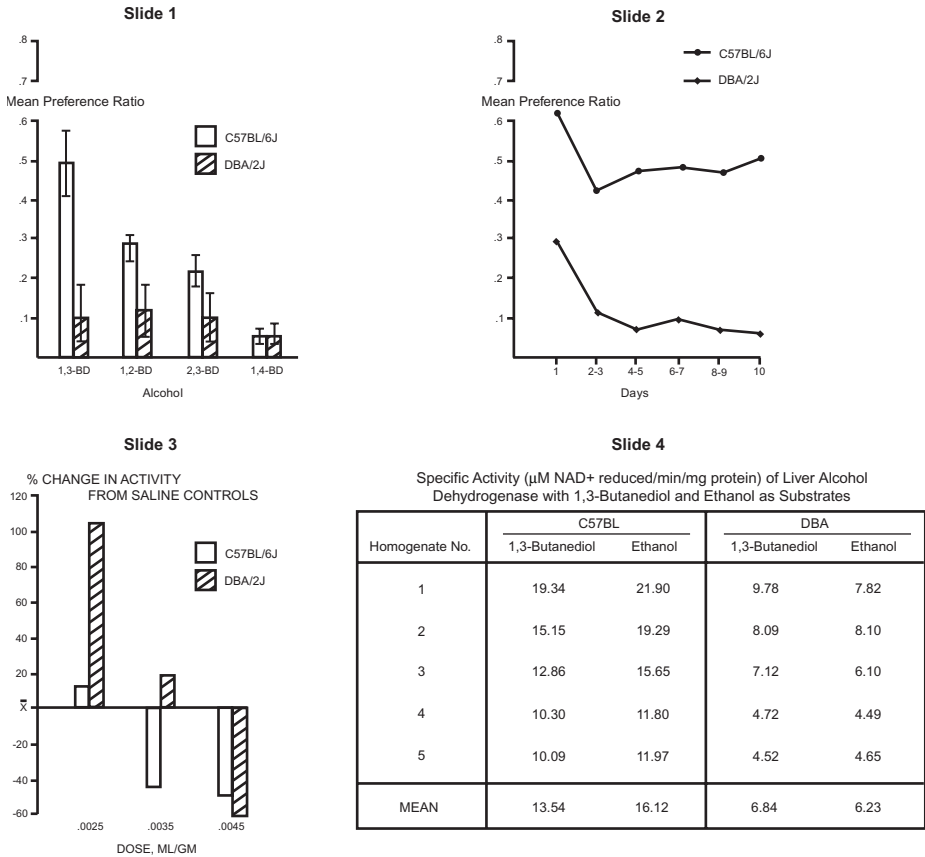 Slide 1
.8
.7
Mean Preference Ratio
.6
.5
.4
.3
.2
.1
C57BL/6J
DBA/2J
1,3-BD 1,2-BD 2,3-BD 1,4-BD
Alcohol
Slide 2
.8
.7
Mean Preference Ratio
.6
.5
.4
.3
.2
.1
C57BL/6J
DBA/2J
1 2-3 4-5 6-7 8-9 10
Days
Slide 3
% CHANGE IN ACTIVITY
FROM SALINE CONTROLS
120
100
80
60
40
20
x̄
-20
-40
-60
C57BL/6J
DBA/2J
.0025 .0035 .0045
DOSE, ML/GM
Slide 4
Specific Activity (μM NAD+ reduced/min/mg protein) of Liver Alcohol
Dehydrogenase with 1,3-Butanediol and Ethanol as Substrates
C57BL DBA
Homogenate No. 1,3-Butanediol Ethanol 1,3-Butanediol Ethanol
1 19.34 21.90 9.78 7.82
2 15.15 19.29 8.09 8.10
3 12.86 15.65 7.12 6.10
4 10.30 11.80 4.72 4.49
5 10.09 11.97 4.52 4.65
MEAN 13.54 16.12 6.84 6.23